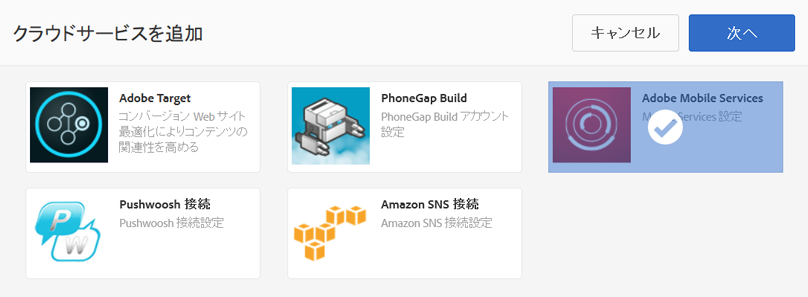 クラウドサービスを追加
キャンセル
次へ
Adobe Target
コンバージョン Web サイト
最適化によりコンテンツの
関連性を高める
PhoneGap Build
PhoneGap Build アカウント
設定
Adobe Mobile Services
Services 設定
Pushwoosh 接続
Pushwoosh 接続設定
Amazon SNS 接続
Amazon SNS 接続設定
P
W